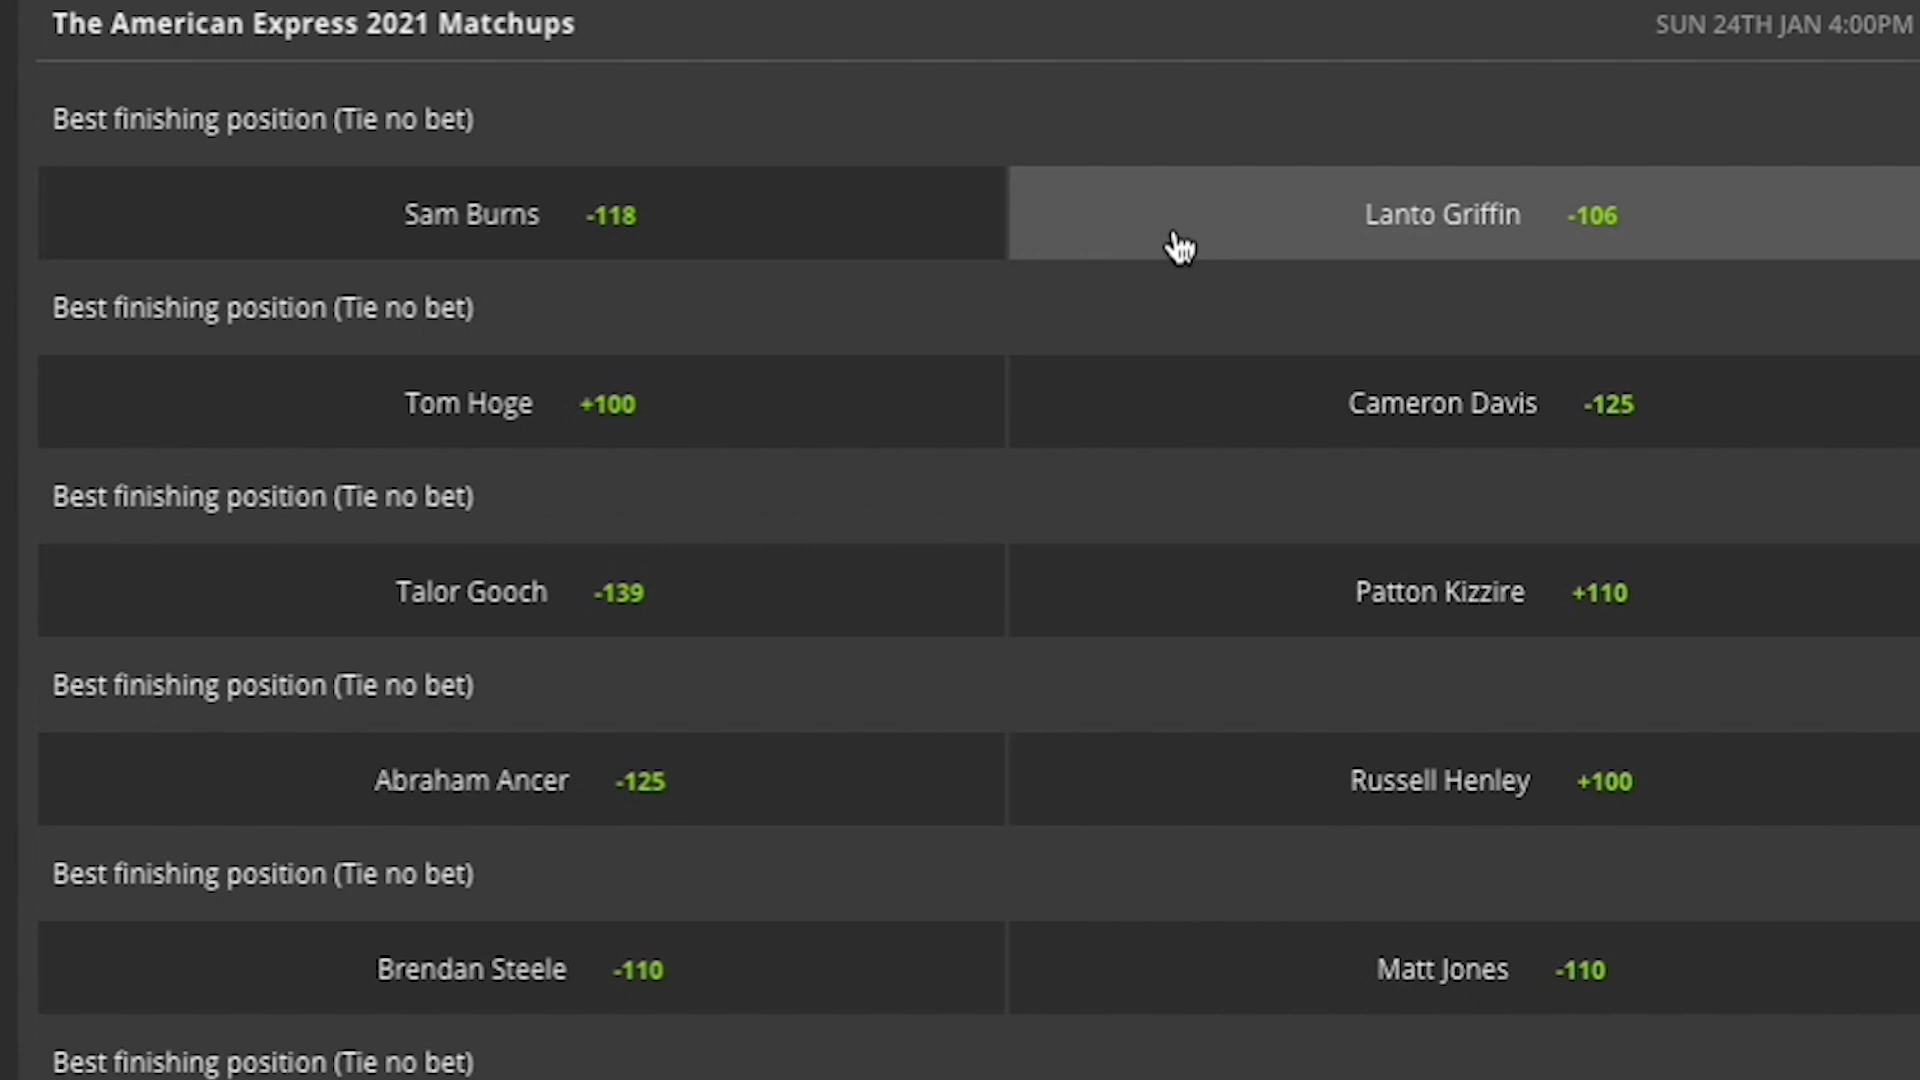 The American Express 2021 Matchups SUN 24TH JAN 4:00PM
Best finishing position (Tie no bet)
Sam Burns -118 Lanto Griffin -106
Best finishing position (Tie no bet)
Tom Hoge +100 Cameron Davis -125
Best finishing position (Tie no bet)
Talor Gooch -139 Patton Kizzire +110
Best finishing position (Tie no bet)
Abraham Ancer -125 Russell Henley +100
Best finishing position (Tie no bet)
Brendan Steele -110 Matt Jones -110
Best finishing position (Tie no bet)